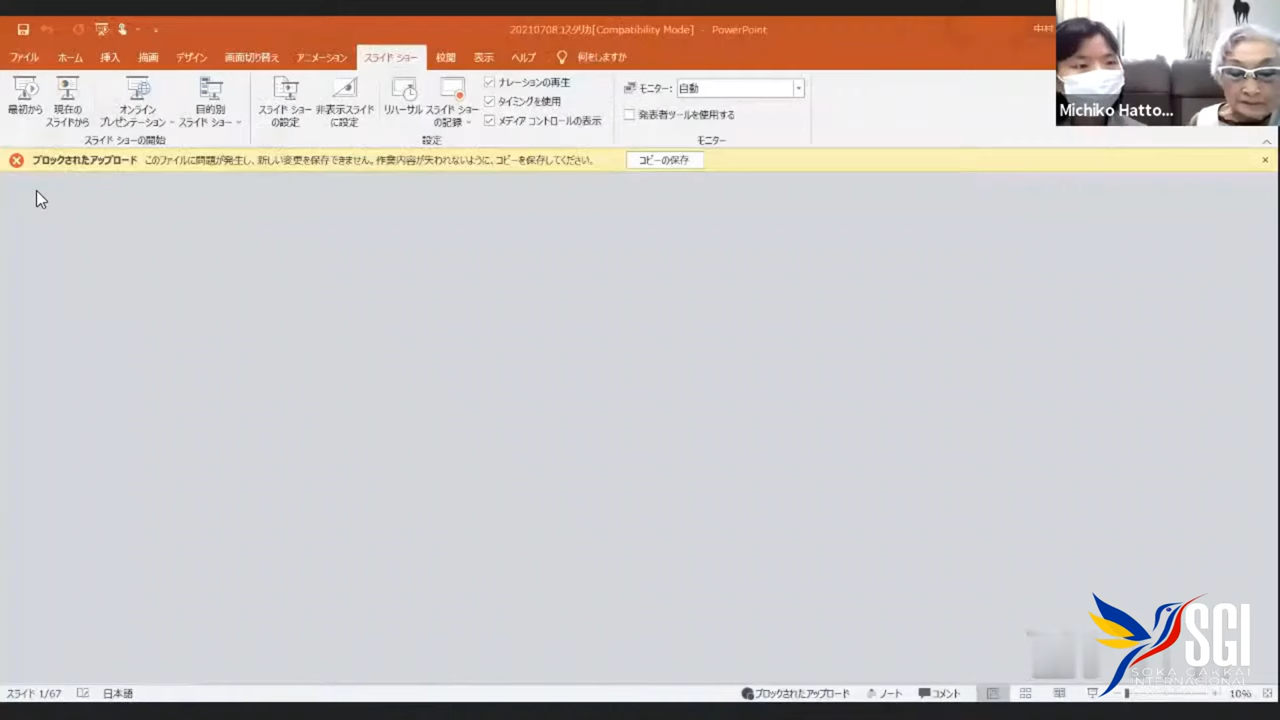 20210708コスタリカ[Compatibility Mode] - PowerPoint
中村
ファイル ホーム 挿入 描画 デザイン 画面切り替え アニメーション スライド ショー 校閲 表示 ヘルプ 何をしますか
最初から
現在の
スライドから
オンライン
プレゼンテーション
目的別
スライド ショー
スライド ショーの開始
スライド ショー
の設定
非表示スライド
に設定
リハーサル
スライド ショー
の記録
ナレーションの再生
タイミングを使用
メディア コントロールの表示
設定
モニター: 自動
発表者ツールを使用する
モニター
Michiko Hatto...
ブロックされたアップロード このファイルに問題が発生し、新しい変更を保存できません。作業内容が失われないように、コピーを保存してください。 コピーの保存
SGI
SOKA GAKKAI
スライド 1/67 日本語 ブロックされたアップロード ノート コメント 10%